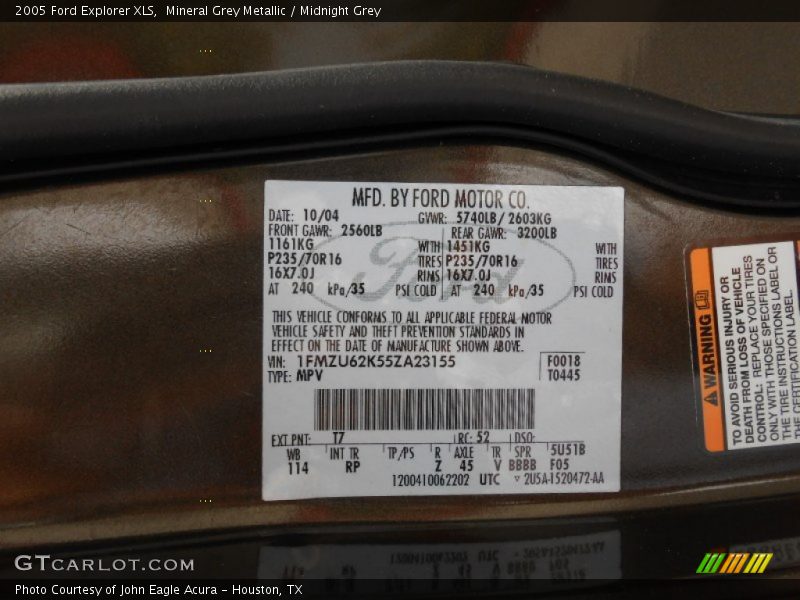 2005 Ford Explorer XLS,  Mineral Grey Metallic / Midnight Grey
MFD. BY FORD MOTOR CO.
DATE: 10/04 GVWR: 5740LB/ 2603KG
FRONT GAWR: 2560LB REAR GAWR: 3200LB
1161KG WITH 1451KG WITH
P235/70R16 TIRES P235/70R16 TIRES
16X7.0J RIMS 16X7.0J RIMS
AT 240 kPa/35 PSI COLD AT 240 kPa/35 PSI COLD
THIS VEHICLE CONFORMS TO ALL APPLICABLE FEDERAL MOTOR
VEHICLE SAFETY AND THEFT PREVENTION STANDARDS IN
EFFECT ON THE DATE OF MANUFACTURE SHOWN ABOVE.
VIN: 1FMZU62K55ZA23155 F0018
TYPE: MPV T0445
EXT PNT: T7 RC: 52 DSO:
WB INT TR TP/PS R AXLE TR SPR 5U51B
114 RP Z 45 V BBBB F05
1200410062202 UTC ▽ 2U5A-1520472-AA
Ford
WARNING
TO AVOID SERIOUS INJURY OR
DEATH FROM LOSS OF VEHICLE
CONTROL: REPLACE YOUR TIRES
ONLY WITH THOSE SPECIFIED ON
THE TIRE INSTRUCTIONS LABEL OR
THE CERTIFICATION LABEL.
GTCARLOT.COM
Photo Courtesy of John Eagle Acura - Houston, TX